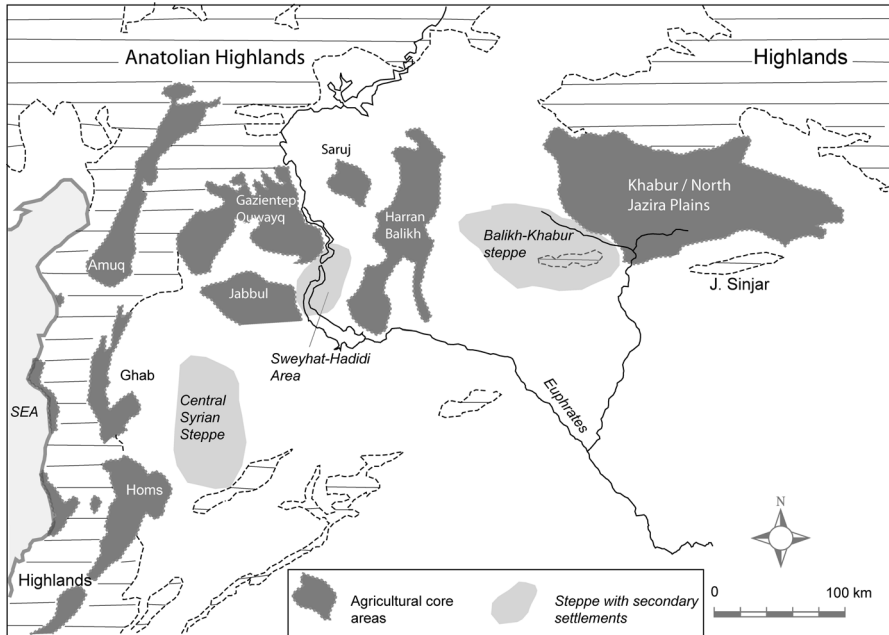 Anatolian Highlands
Highlands
Saruj
Gazientep
Quwayq
Harran
Balikh
Khabur / North
Jazira Plains
Balikh-Khabur
steppe
Amuq
Jabbul
J. Sinjar
Sweyhat-Hadidi
Area
Ghab
Central
Syrian
Steppe
SEA
Euphrates
Homs
N
Highlands
Agricultural core
areas
Steppe with secondary
settlements
0
100 km